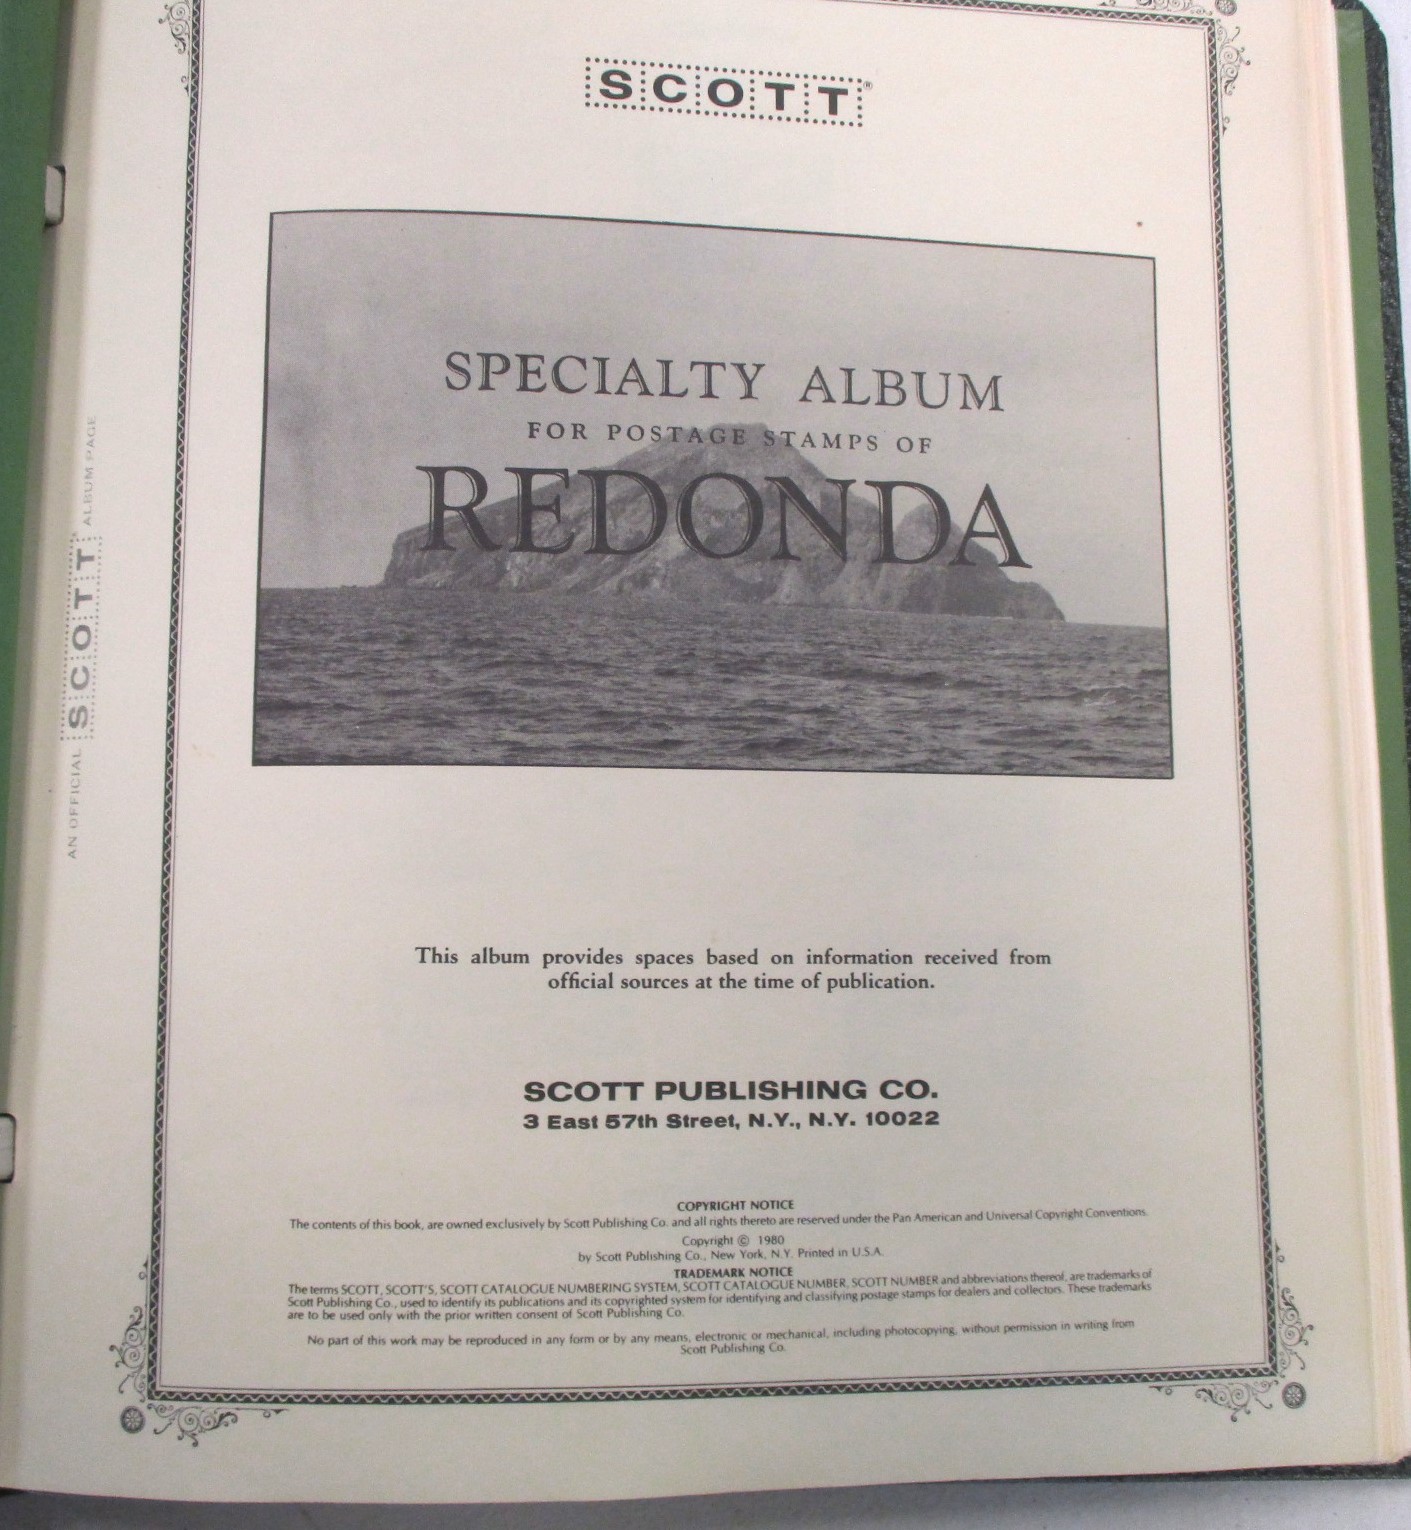 SCOTT®
SPECIALTY ALBUM
FOR POSTAGE STAMPS OF
REDONDA
AN OFFICIAL SCOTT® ALBUM PAGE
This album provides spaces based on information received from
official sources at the time of publication.
SCOTT PUBLISHING CO.
3 East 57th Street, N.Y., N.Y. 10022
COPYRIGHT NOTICE
The contents of this book, are owned exclusively by Scott Publishing Co. and all rights thereto are reserved under the Pan American and Universal Copyright Conventions.
Copyright © 1980
by Scott Publishing Co., New York, N.Y. Printed in U.S.A.
TRADEMARK NOTICE
The terms SCOTT, SCOTT'S, SCOTT CATALOGUE NUMBERING SYSTEM, SCOTT CATALOGUE NUMBER, SCOTT NUMBER and abbreviations thereof, are trademarks of
Scott Publishing Co., used to identify its publications and its copyrighted system for identifying and classifying postage stamps for dealers and collectors. These trademarks
are to be used only with the prior written consent of Scott Publishing Co.
No part of this work may be reproduced in any form or by any means, electronic or mechanical, including photocopying, without permission in writing from
Scott Publishing Co.